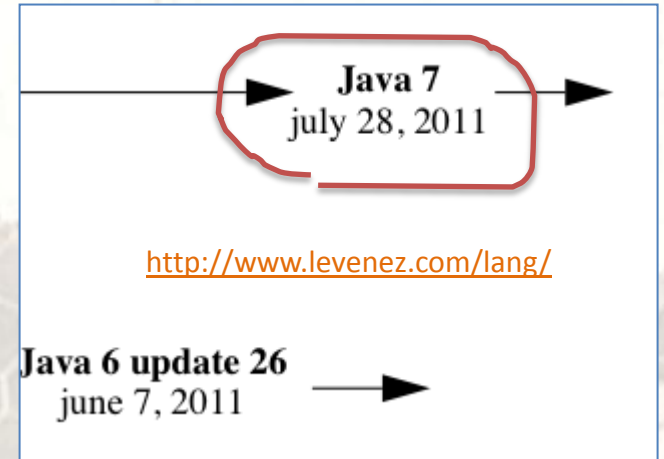 Java 7
july 28, 2011
http://www.levenez.com/lang/
Java 6 update 26
june 7, 2011